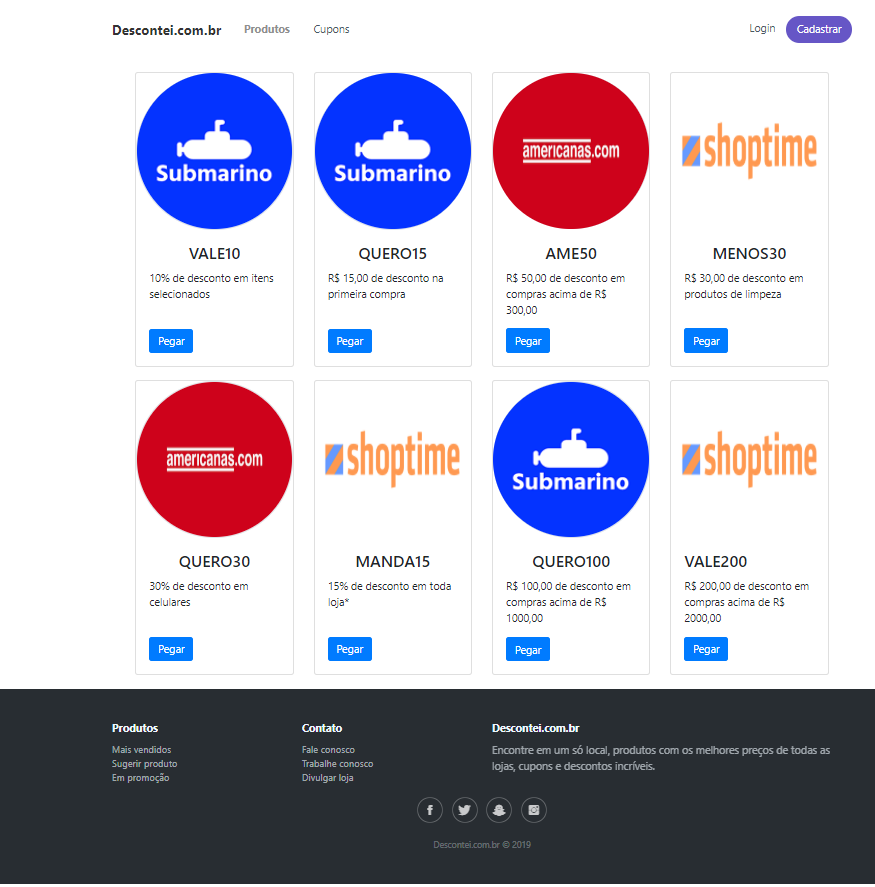 Descontei.com.br Produtos Cupons Login Cadastrar
Submarino
Submarino
americanas.com
shoptime
VALE10
10% de desconto em itens
selecionados
Pegar
QUERO15
R$ 15,00 de desconto na
primeira compra
Pegar
AME50
R$ 50,00 de desconto em
compras acima de R$
300,00
Pegar
MENOS30
R$ 30,00 de desconto em
produtos de limpeza
Pegar
americanas.com
shoptime
Submarino
shoptime
QUERO30
30% de desconto em
celulares
Pegar
MANDA15
15% de desconto em toda
loja*
Pegar
QUERO100
R$ 100,00 de desconto em
compras acima de R$
1000,00
Pegar
VALE200
R$ 200,00 de desconto em
compras acima de R$
2000,00
Pegar
Produtos
Mais vendidos
Sugerir produto
Em promoção
Contato
Fale conosco
Trabalhe conosco
Divulgar loja
Descontei.com.br
Encontre em um só local, produtos com os melhores preços de todas as
lojas, cupons e descontos incríveis.
Descontei.com.br © 2019